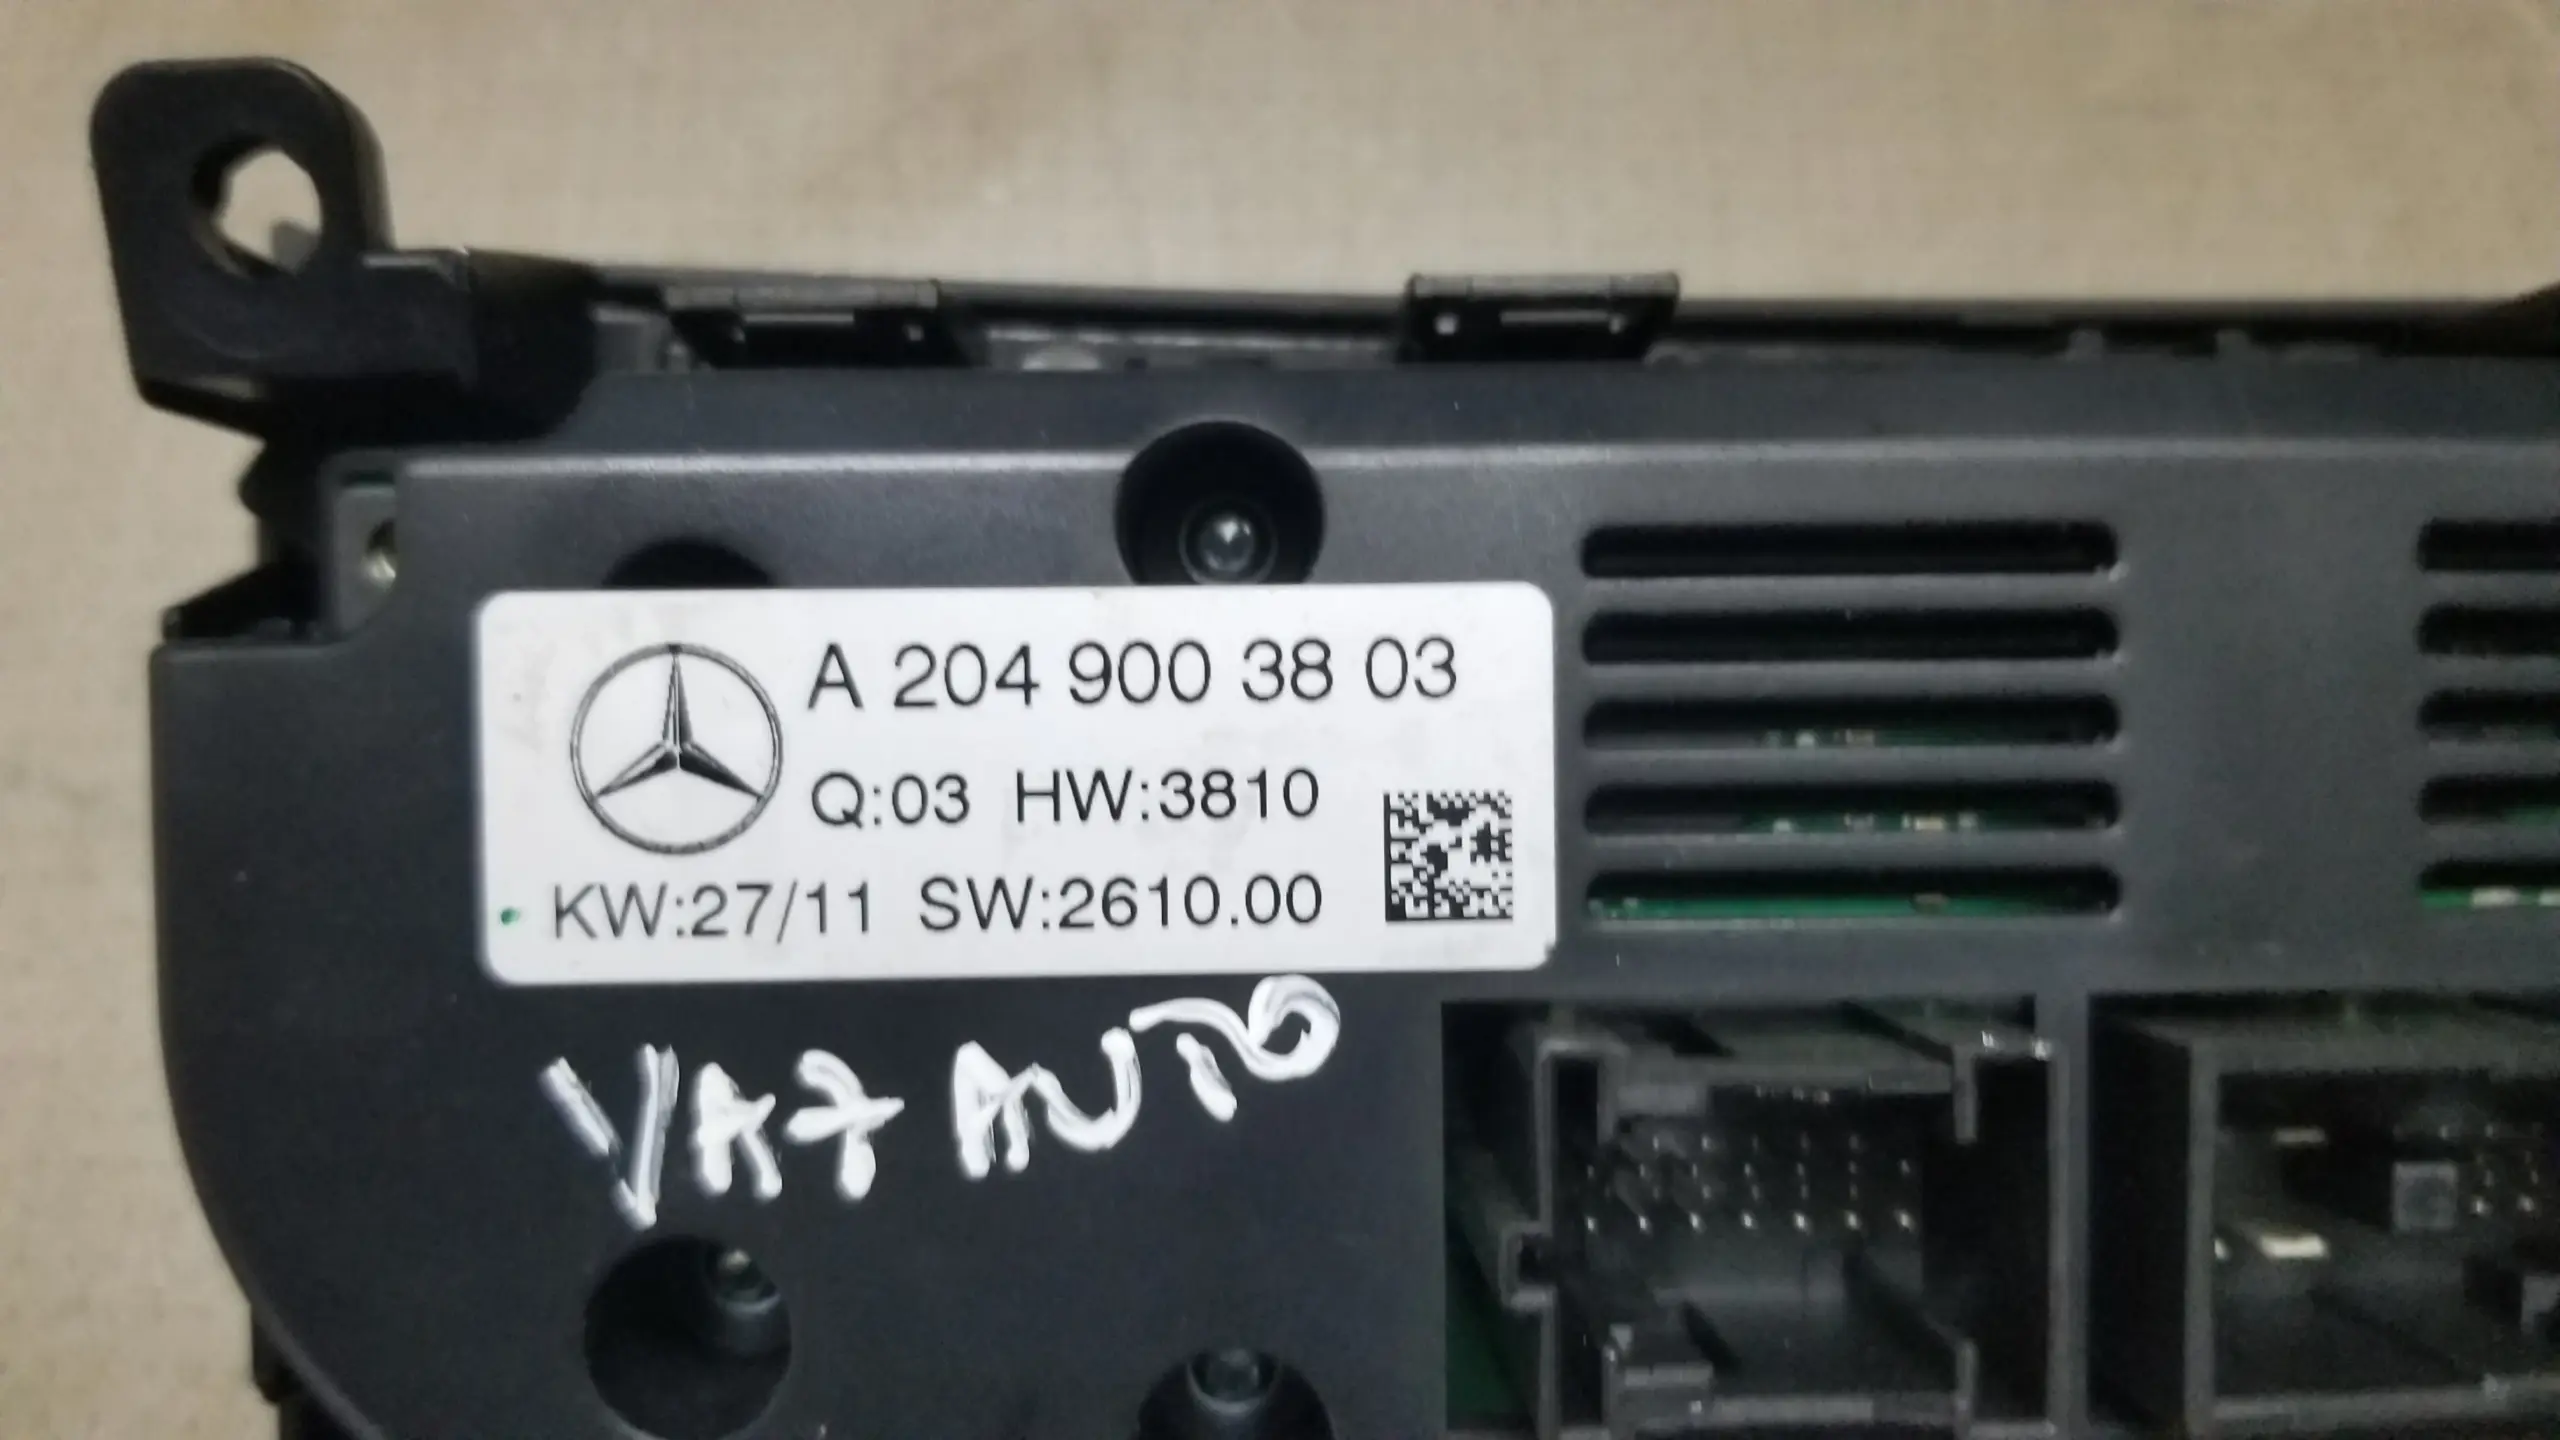 A 204 900 38 03
Q:03 HW:3810
KW:27/11 SW:2610.00
VAZ AUTO